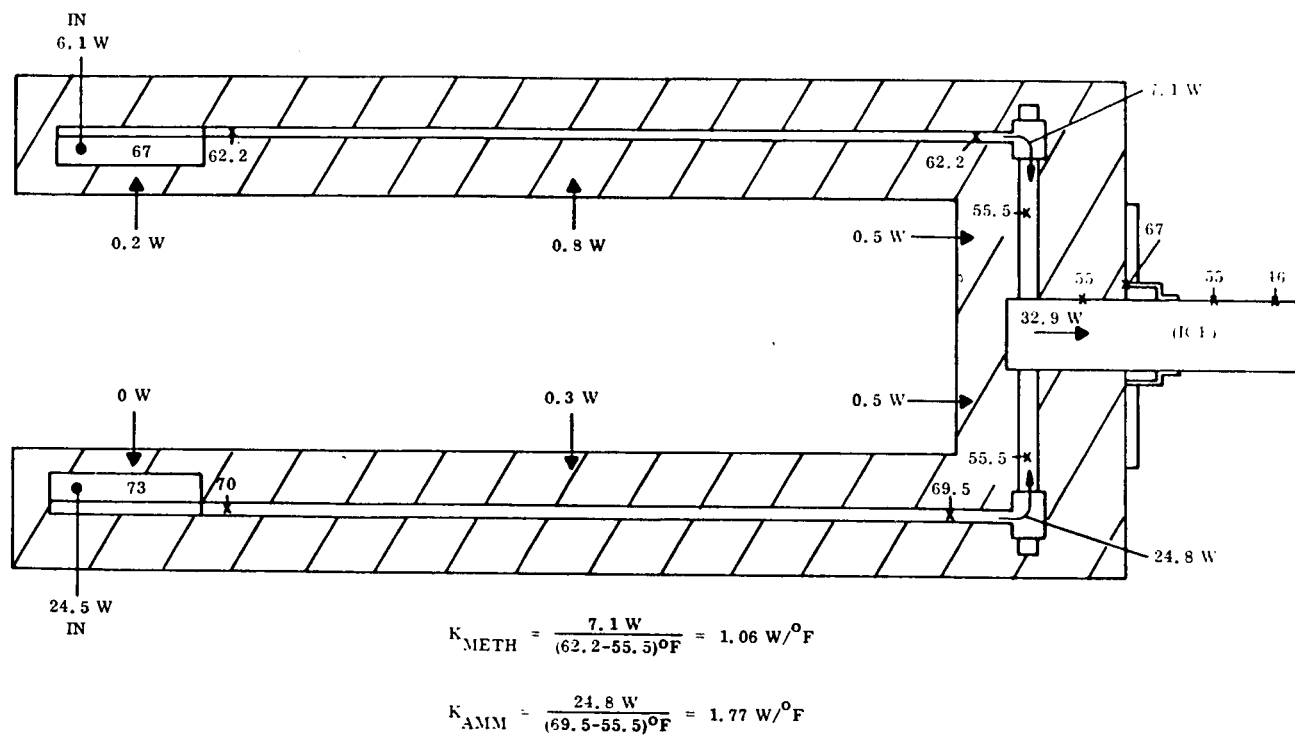 IN
6.1 W
7.1 W
67
62.2
62.2
55.5
67
0.2 W
0.8 W
0.5 W
55
55
46
32.9 W
0 W
0.3 W
0.5 W
55.5
73
70
69.5
24.8 W
24.5 W
IN
K_METH = 7.1 W / (62.2-55.5)°F = 1.06 W/°F
K_AMM = 24.8 W / (69.5-55.5)°F = 1.77 W/°F